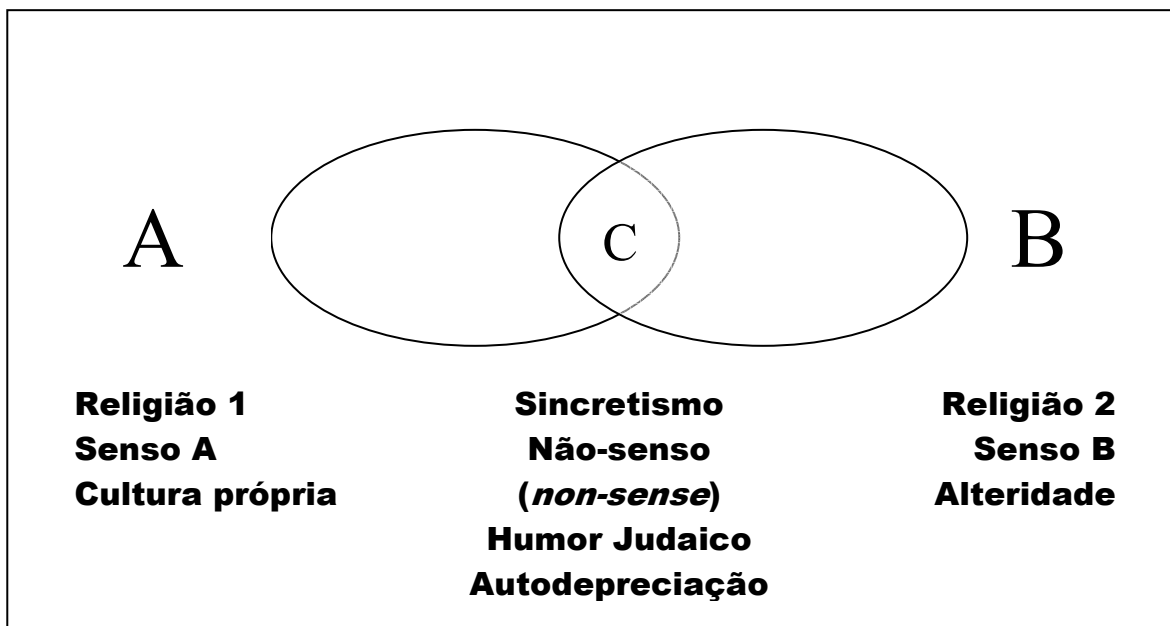 A
C
B
Religião 1
Senso A
Cultura própria
Sincretismo
Não-senso
(non-sense)
Humor Judaico
Autodepreciação
Religião 2
Senso B
Alteridade